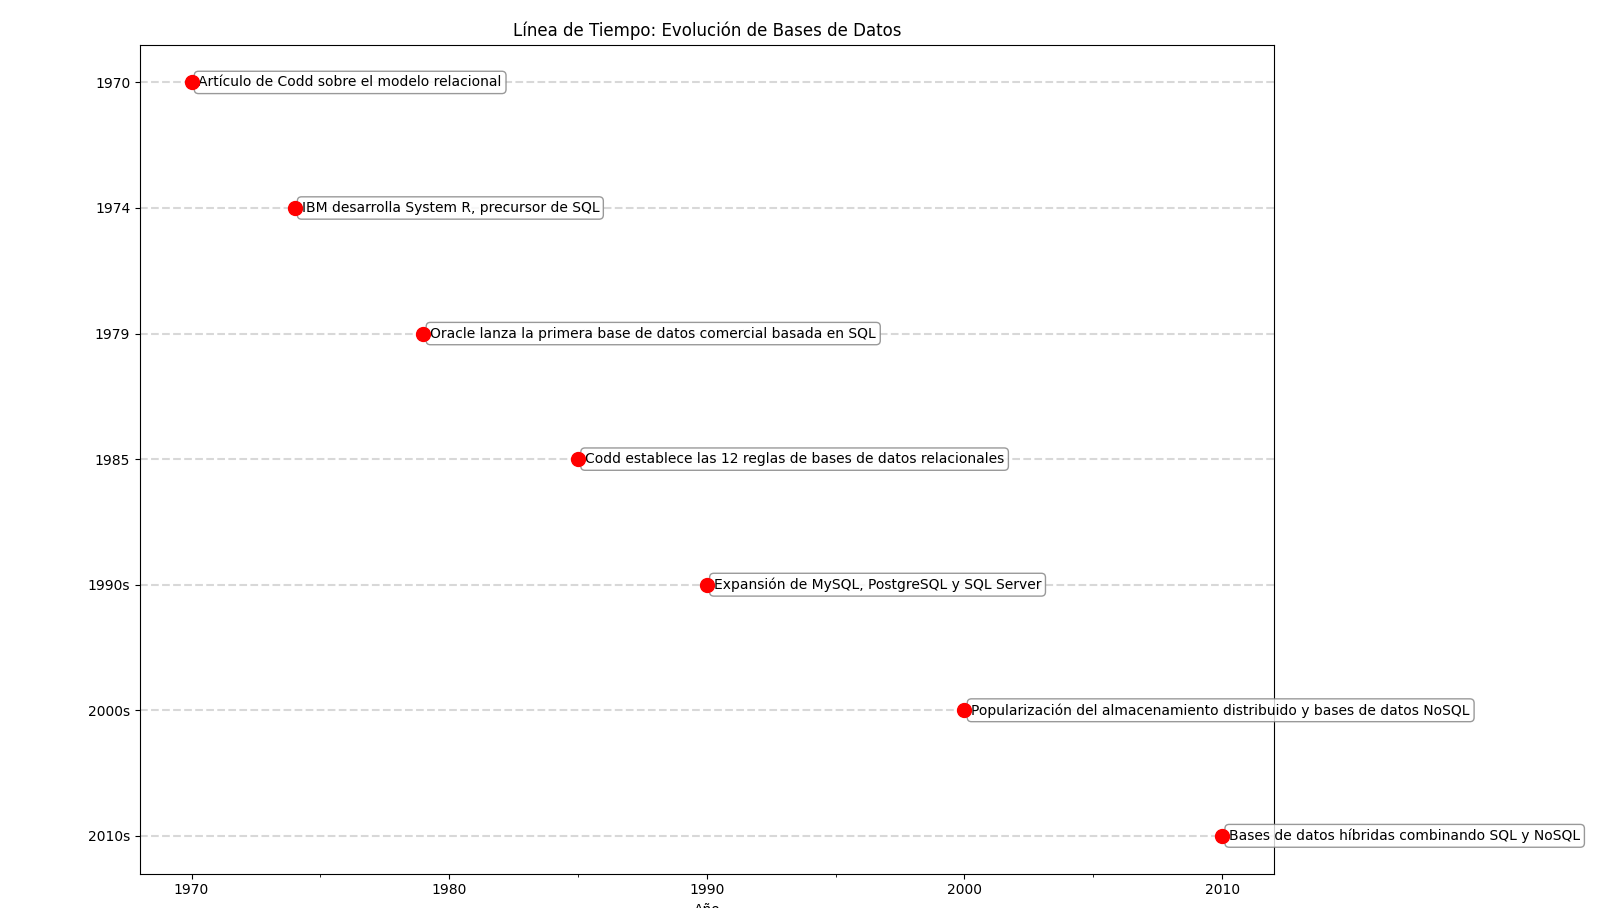 Línea de Tiempo: Evolución de Bases de Datos
1970
Artículo de Codd sobre el modelo relacional
1974
IBM desarrolla System R, precursor de SQL
1979
Oracle lanza la primera base de datos comercial basada en SQL
1985
Codd establece las 12 reglas de bases de datos relacionales
1990s
Expansión de MySQL, PostgreSQL y SQL Server
2000s
Popularización del almacenamiento distribuido y bases de datos NoSQL
2010s
Bases de datos híbridas combinando SQL y NoSQL
1970 1980 1990 2000 2010
Año